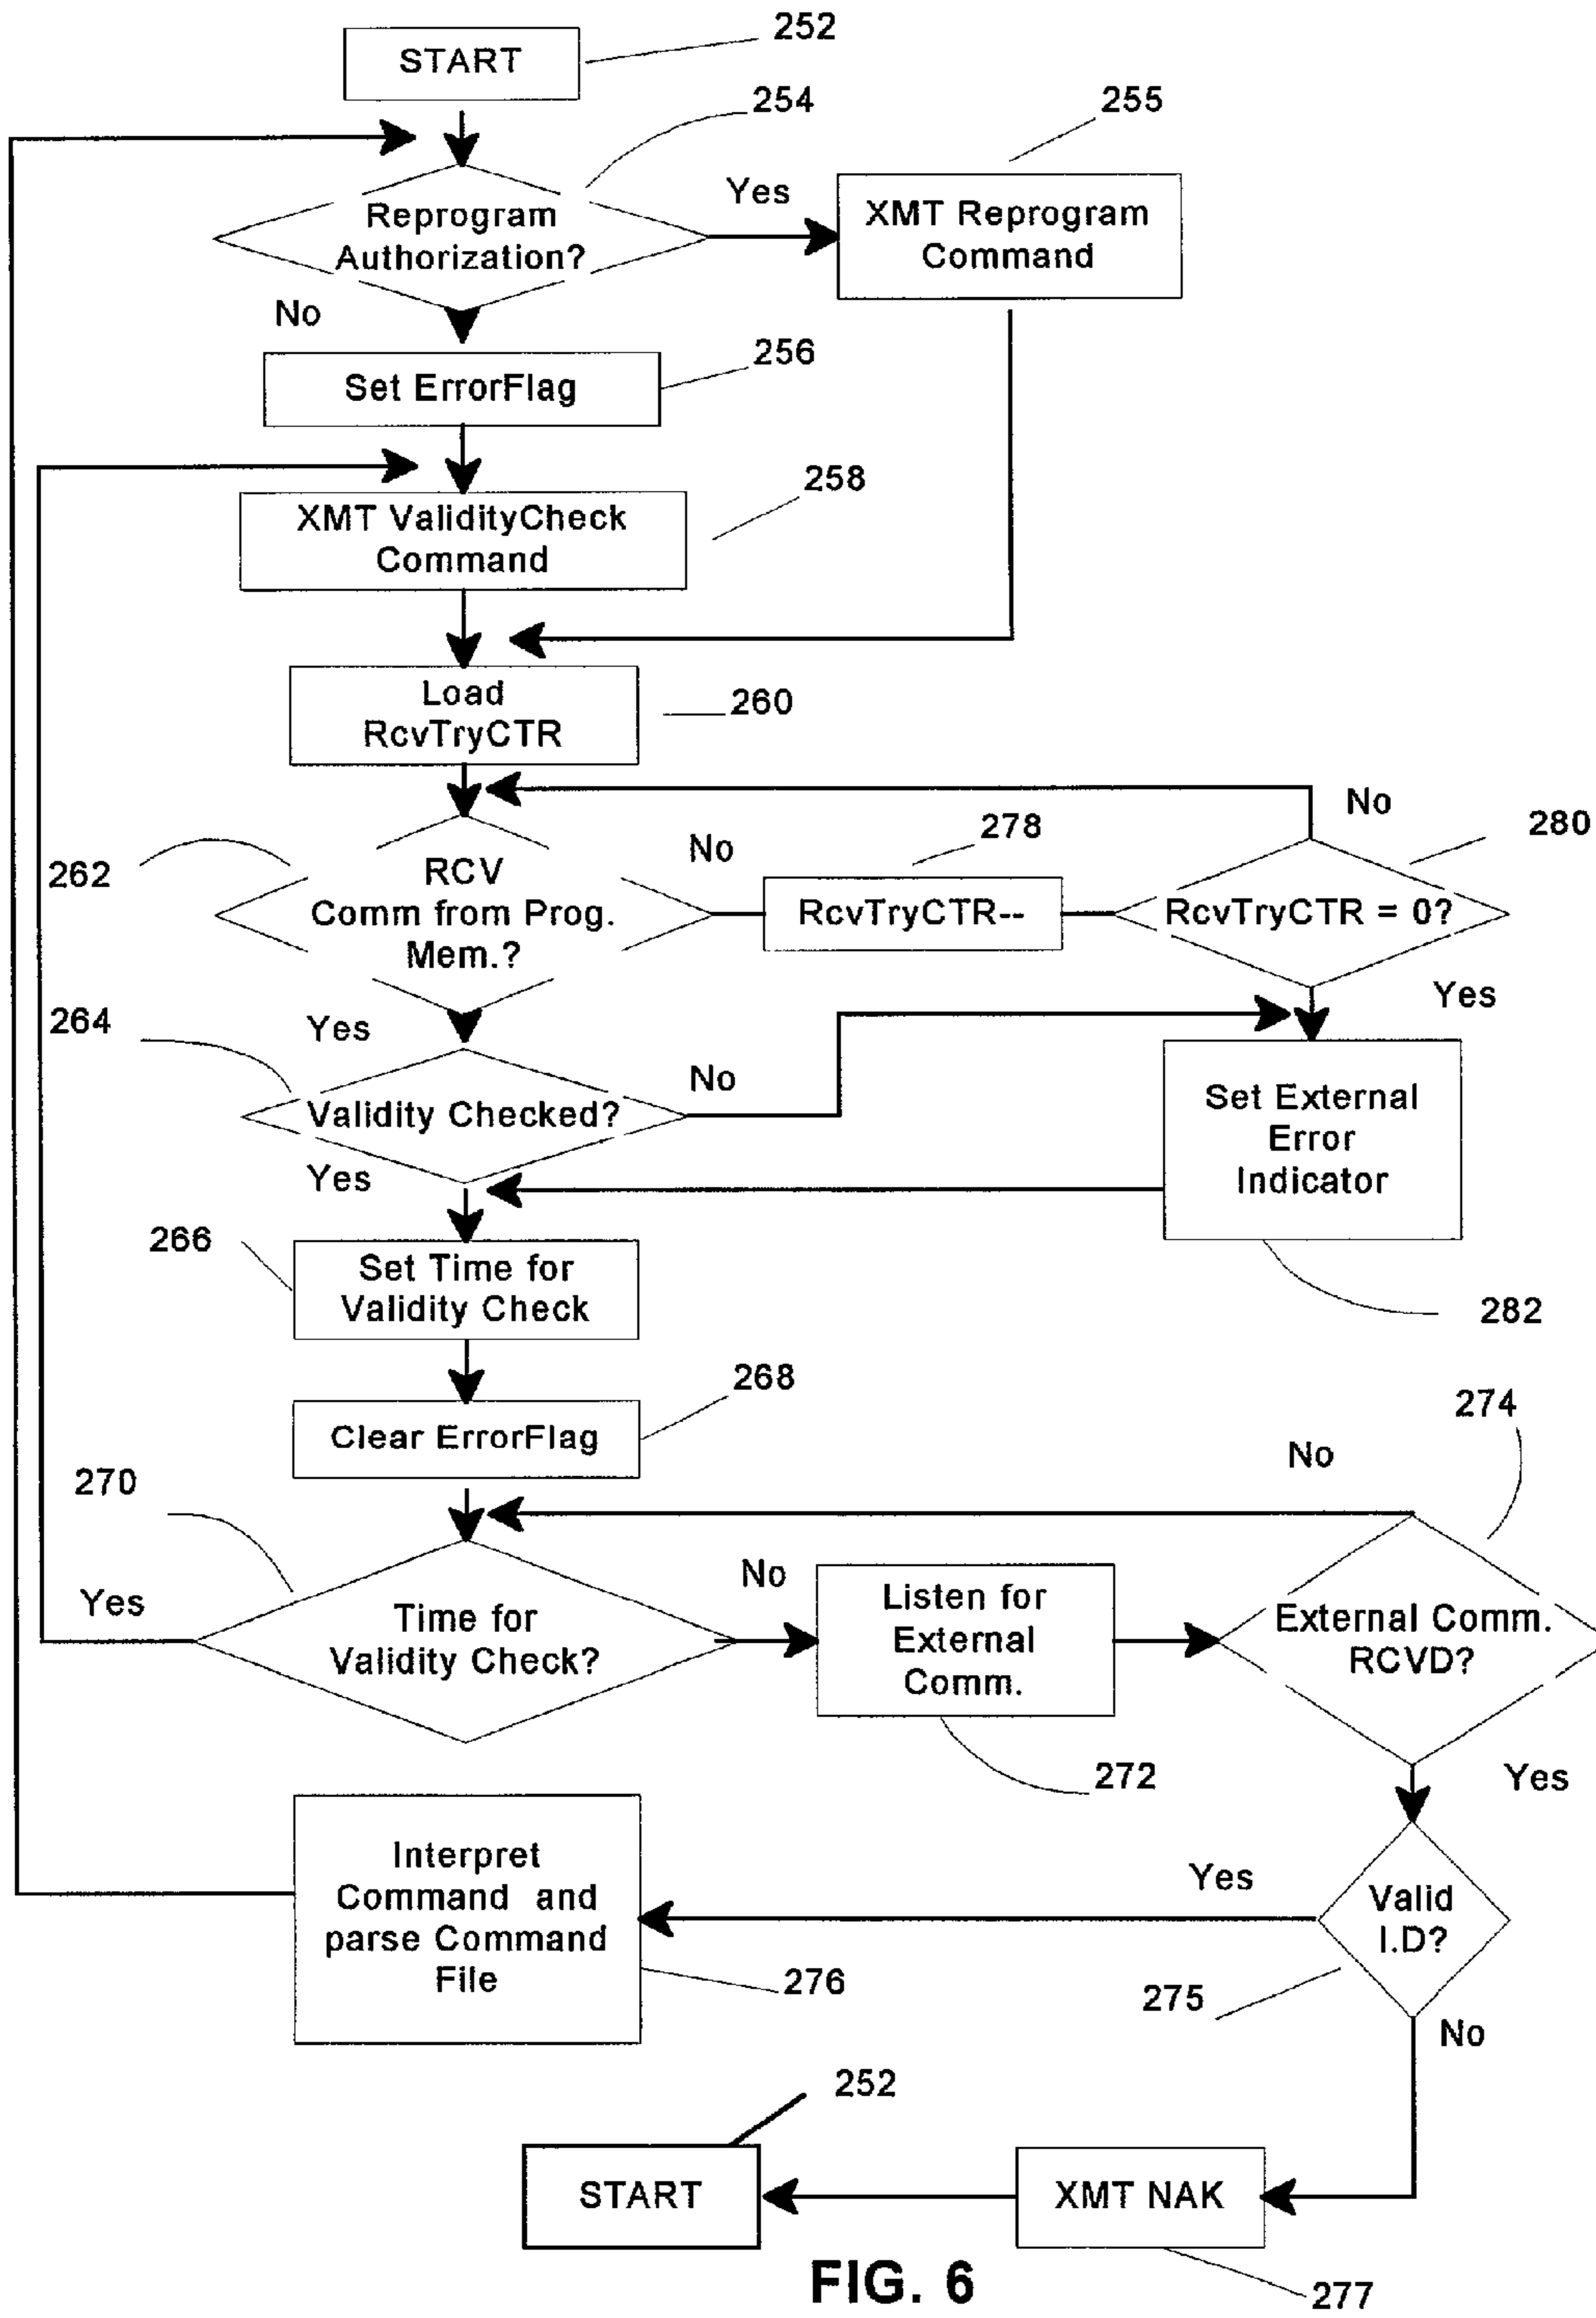 252
START
254
255
Reprogram
Authorization?
Yes
XMT Reprogram
Command
No
256
Set ErrorFlag
258
XMT ValidityCheck
Command
Load
RcvTryCTR
260
No
262
RCV
Comm from Prog.
Mem.?
No
278
RcvTryCTR--
280
RcvTryCTR = 0?
Yes
264
Yes
Validity Checked?
No
Yes
Set External
Error
Indicator
282
266
Set Time for
Validity Check
268
Clear ErrorFlag
274
No
270
Yes
Time for
Validity Check?
No
Listen for
External
Comm.
272
External Comm.
RCVD?
Yes
Interpret
Command and
parse Command
File
276
Yes
Valid
I.D?
275
No
252
START
XMT NAK
277
FIG. 6